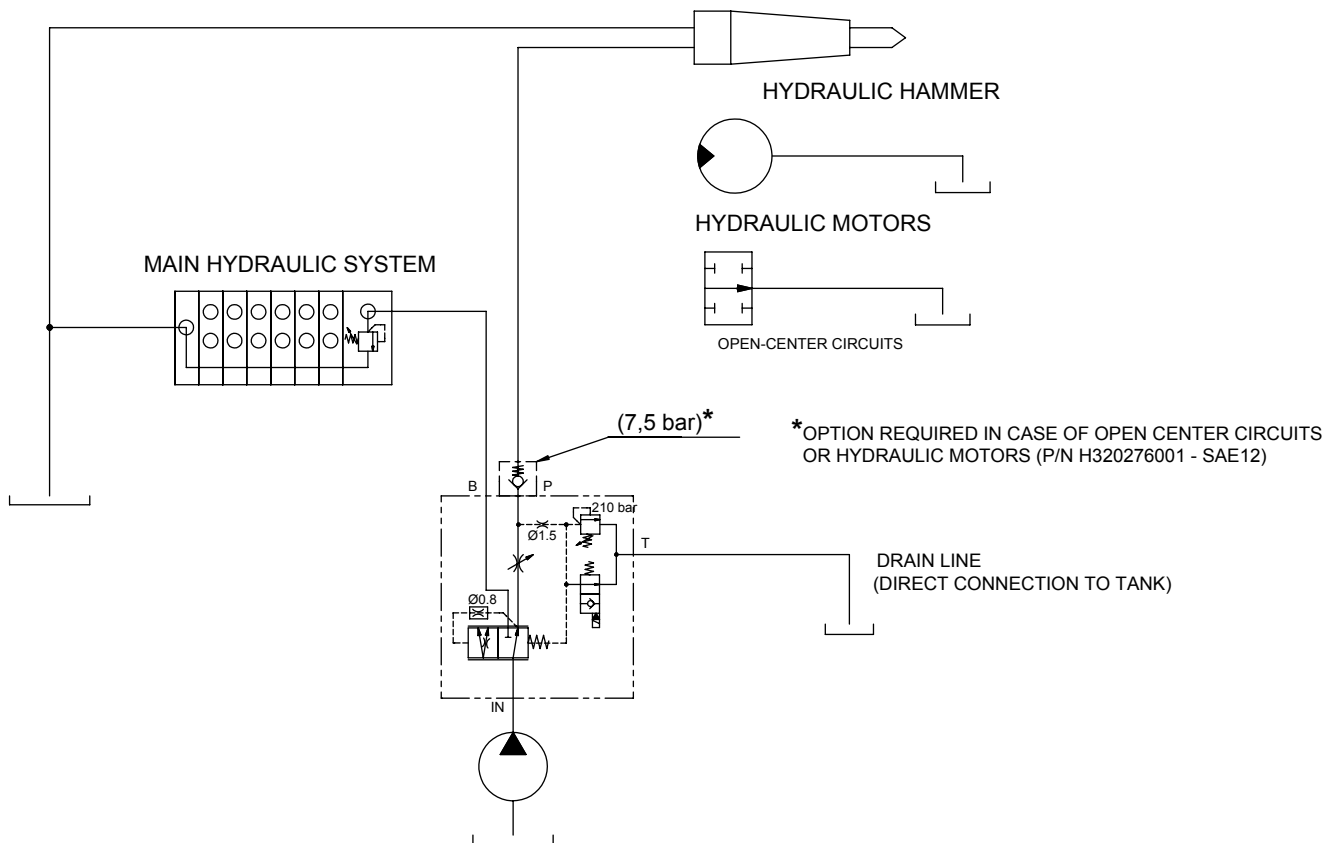 HYDRAULIC HAMMER
HYDRAULIC MOTORS
MAIN HYDRAULIC SYSTEM
OPEN-CENTER CIRCUITS
(7,5 bar)*
*OPTION REQUIRED IN CASE OF OPEN CENTER CIRCUITS
OR HYDRAULIC MOTORS (P/N H320276001 - SAE12)
B
P
210 bar
Ø1.5
T
DRAIN LINE
(DIRECT CONNECTION TO TANK)
Ø0.8
IN